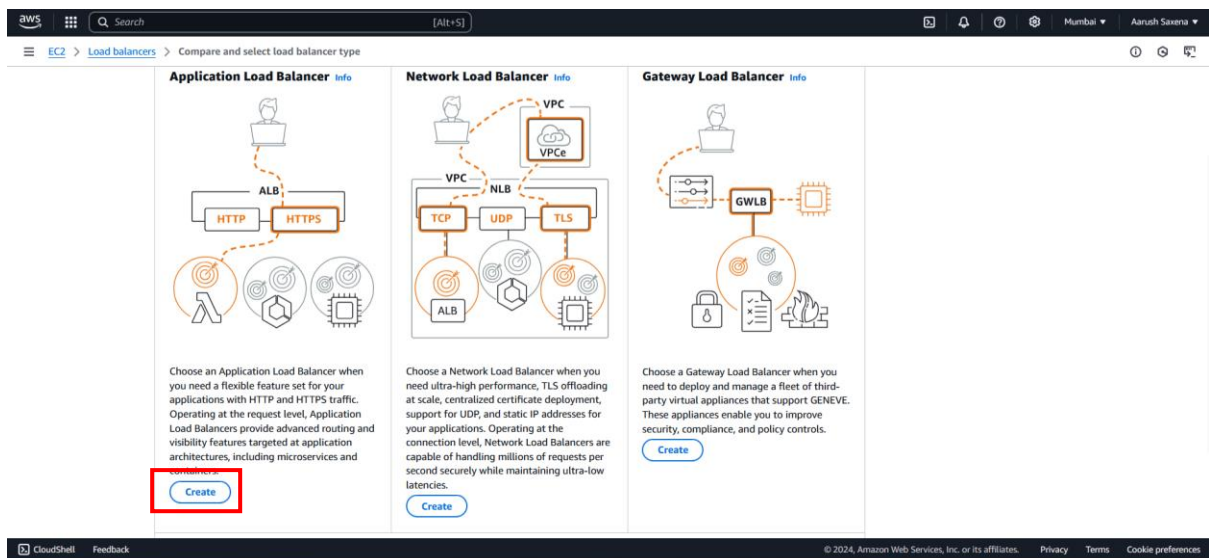 aws
Search
[Alt+S]
Mumbai
Aarush Saxena
EC2 > Load balancers > Compare and select load balancer type
Application Load Balancer Info
ALB
HTTP
HTTPS
Choose an Application Load Balancer when
you need a flexible feature set for your
applications with HTTP and HTTPS traffic.
Operating at the request level, Application
Load Balancers provide advanced routing and
visibility features targeted at application
architectures, including microservices and
containers.
Create
Network Load Balancer Info
VPC
VPCe
VPC
NLB
TCP
UDP
TLS
ALB
Choose a Network Load Balancer when you
need ultra-high performance, TLS offloading
at scale, centralized certificate deployment,
support for UDP, and static IP addresses for
your applications. Operating at the
connection level, Network Load Balancers are
capable of handling millions of requests per
second securely while maintaining ultra-low
latencies.
Create
Gateway Load Balancer Info
GWLB
Choose a Gateway Load Balancer when you
need to deploy and manage a fleet of third-
party virtual appliances that support GENEVE.
These appliances enable you to improve
security, compliance, and policy controls.
Create
CloudShell
Feedback
© 2024, Amazon Web Services, Inc. or its affiliates.
Privacy
Terms
Cookie preferences